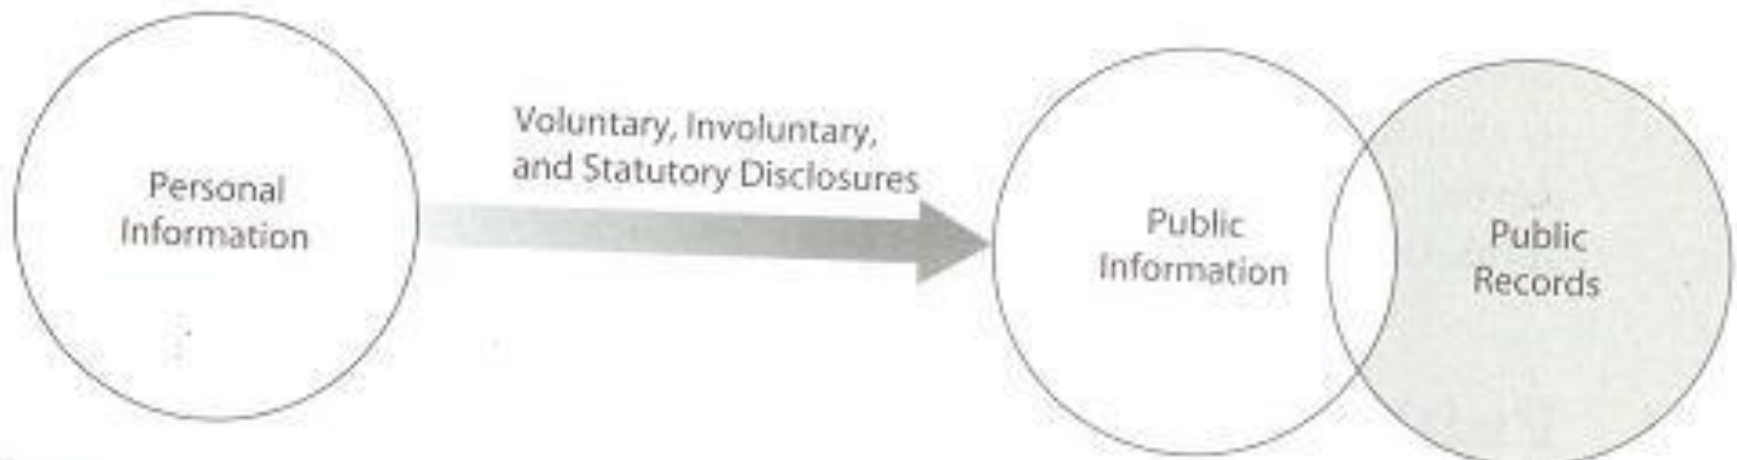 Personal
Information
Voluntary, Involuntary,
and Statutory Disclosures
Public
Information
Public
Records